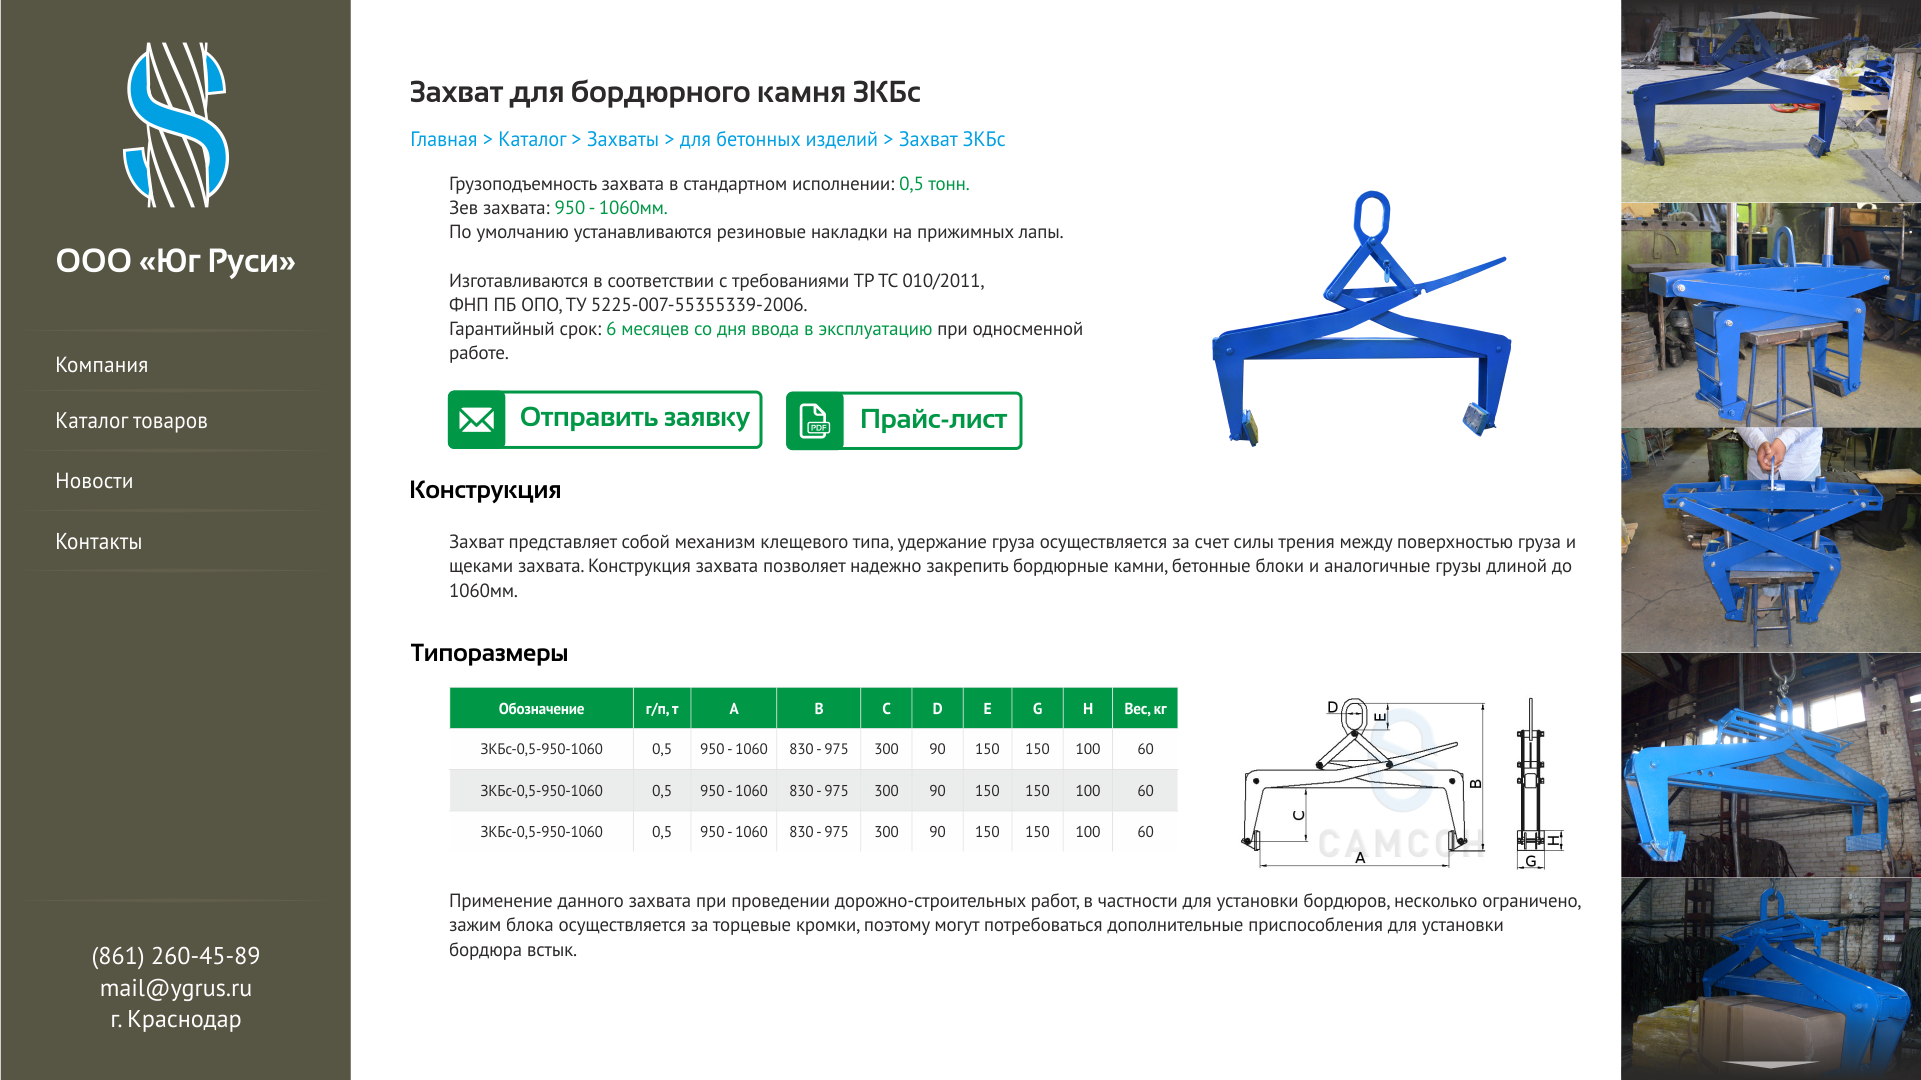 ООО «Юг Руси»
Компания
Каталог товаров
Новости
Контакты
(861) 260-45-89
mail@ygrus.ru
г. Краснодар
Захват для бордюрного камня ЗКБс
Главная > Каталог > Захваты > для бетонных изделий > Захват ЗКБс
Грузоподъемность захвата в стандартном исполнении: 0,5 тонн.
Зев захвата: 950 - 1060мм.
По умолчанию устанавливаются резиновые накладки на прижимных лапы.
Изготавливаются в соответствии с требованиями ТР ТС 010/2011,
ФНП ПБ ОПО, ТУ 5225-007-55355339-2006.
Гарантийный срок: 6 месяцев со дня ввода в эксплуатацию при односменной
работе.
Отправить заявку
PDF
Прайс-лист
Конструкция
Захват представляет собой механизм клещевого типа, удержание груза осуществляется за счет силы трения между поверхностью груза и
щеками захвата. Конструкция захвата позволяет надежно закрепить бордюрные камни, бетонные блоки и аналогичные грузы длиной до
1060мм.
Типоразмеры
Обозначение г/п, т A B C D E G H Вес, кг
ЗКБс-0,5-950-1060 0,5 950 - 1060 830 - 975 300 90 150 150 100 60
ЗКБс-0,5-950-1060 0,5 950 - 1060 830 - 975 300 90 150 150 100 60
ЗКБс-0,5-950-1060 0,5 950 - 1060 830 - 975 300 90 150 150 100 60
D
E
B
C
A
H
G
САМСОН
Применение данного захвата при проведении дорожно-строительных работ, в частности для установки бордюров, несколько ограничено,
зажим блока осуществляется за торцевые кромки, поэтому могут потребоваться дополнительные приспособления для установки
бордюра встык.